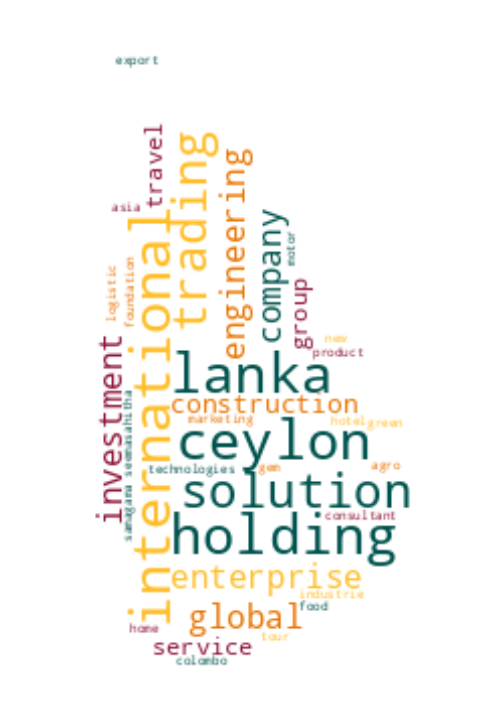 export
travel
trading
engineering
asia
international
company
motor
logistic
foundation
group
new
product
investment
lanka
samagama seemasahitha
construction
marketing
hotel
green
ceylon
technologies
gem
agro
solution
consultant
holding
enterprise
industrie
food
global
home
tour
service
colombo